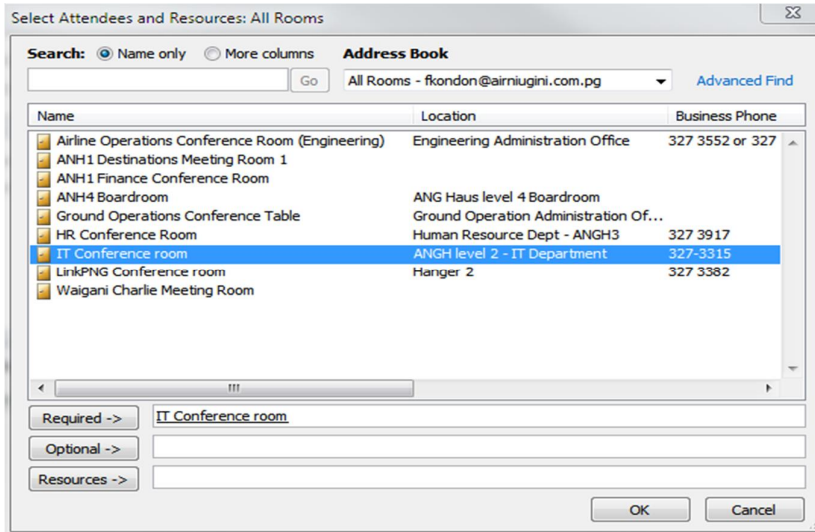 Select Attendees and Resources: All Rooms
Search: Name only More columns Address Book
Go All Rooms - fkondon@airniugini.com.pg Advanced Find
Name Location Business Phone
Airline Operations Conference Room (Engineering) Engineering Administration Office 327 3552 or 327
ANH1 Destinations Meeting Room 1
ANH1 Finance Conference Room
ANH4 Boardroom ANG Haus level 4 Boardroom
Ground Operations Conference Table Ground Operation Administration Of...
HR Conference Room Human Resource Dept - ANGH3 327 3917
IT Conference room ANGH level 2 - IT Department 327-3315
LinkPNG Conference room Hanger 2 327 3382
Waigani Charlie Meeting Room
Required -> IT Conference room
Optional ->
Resources ->
OK Cancel